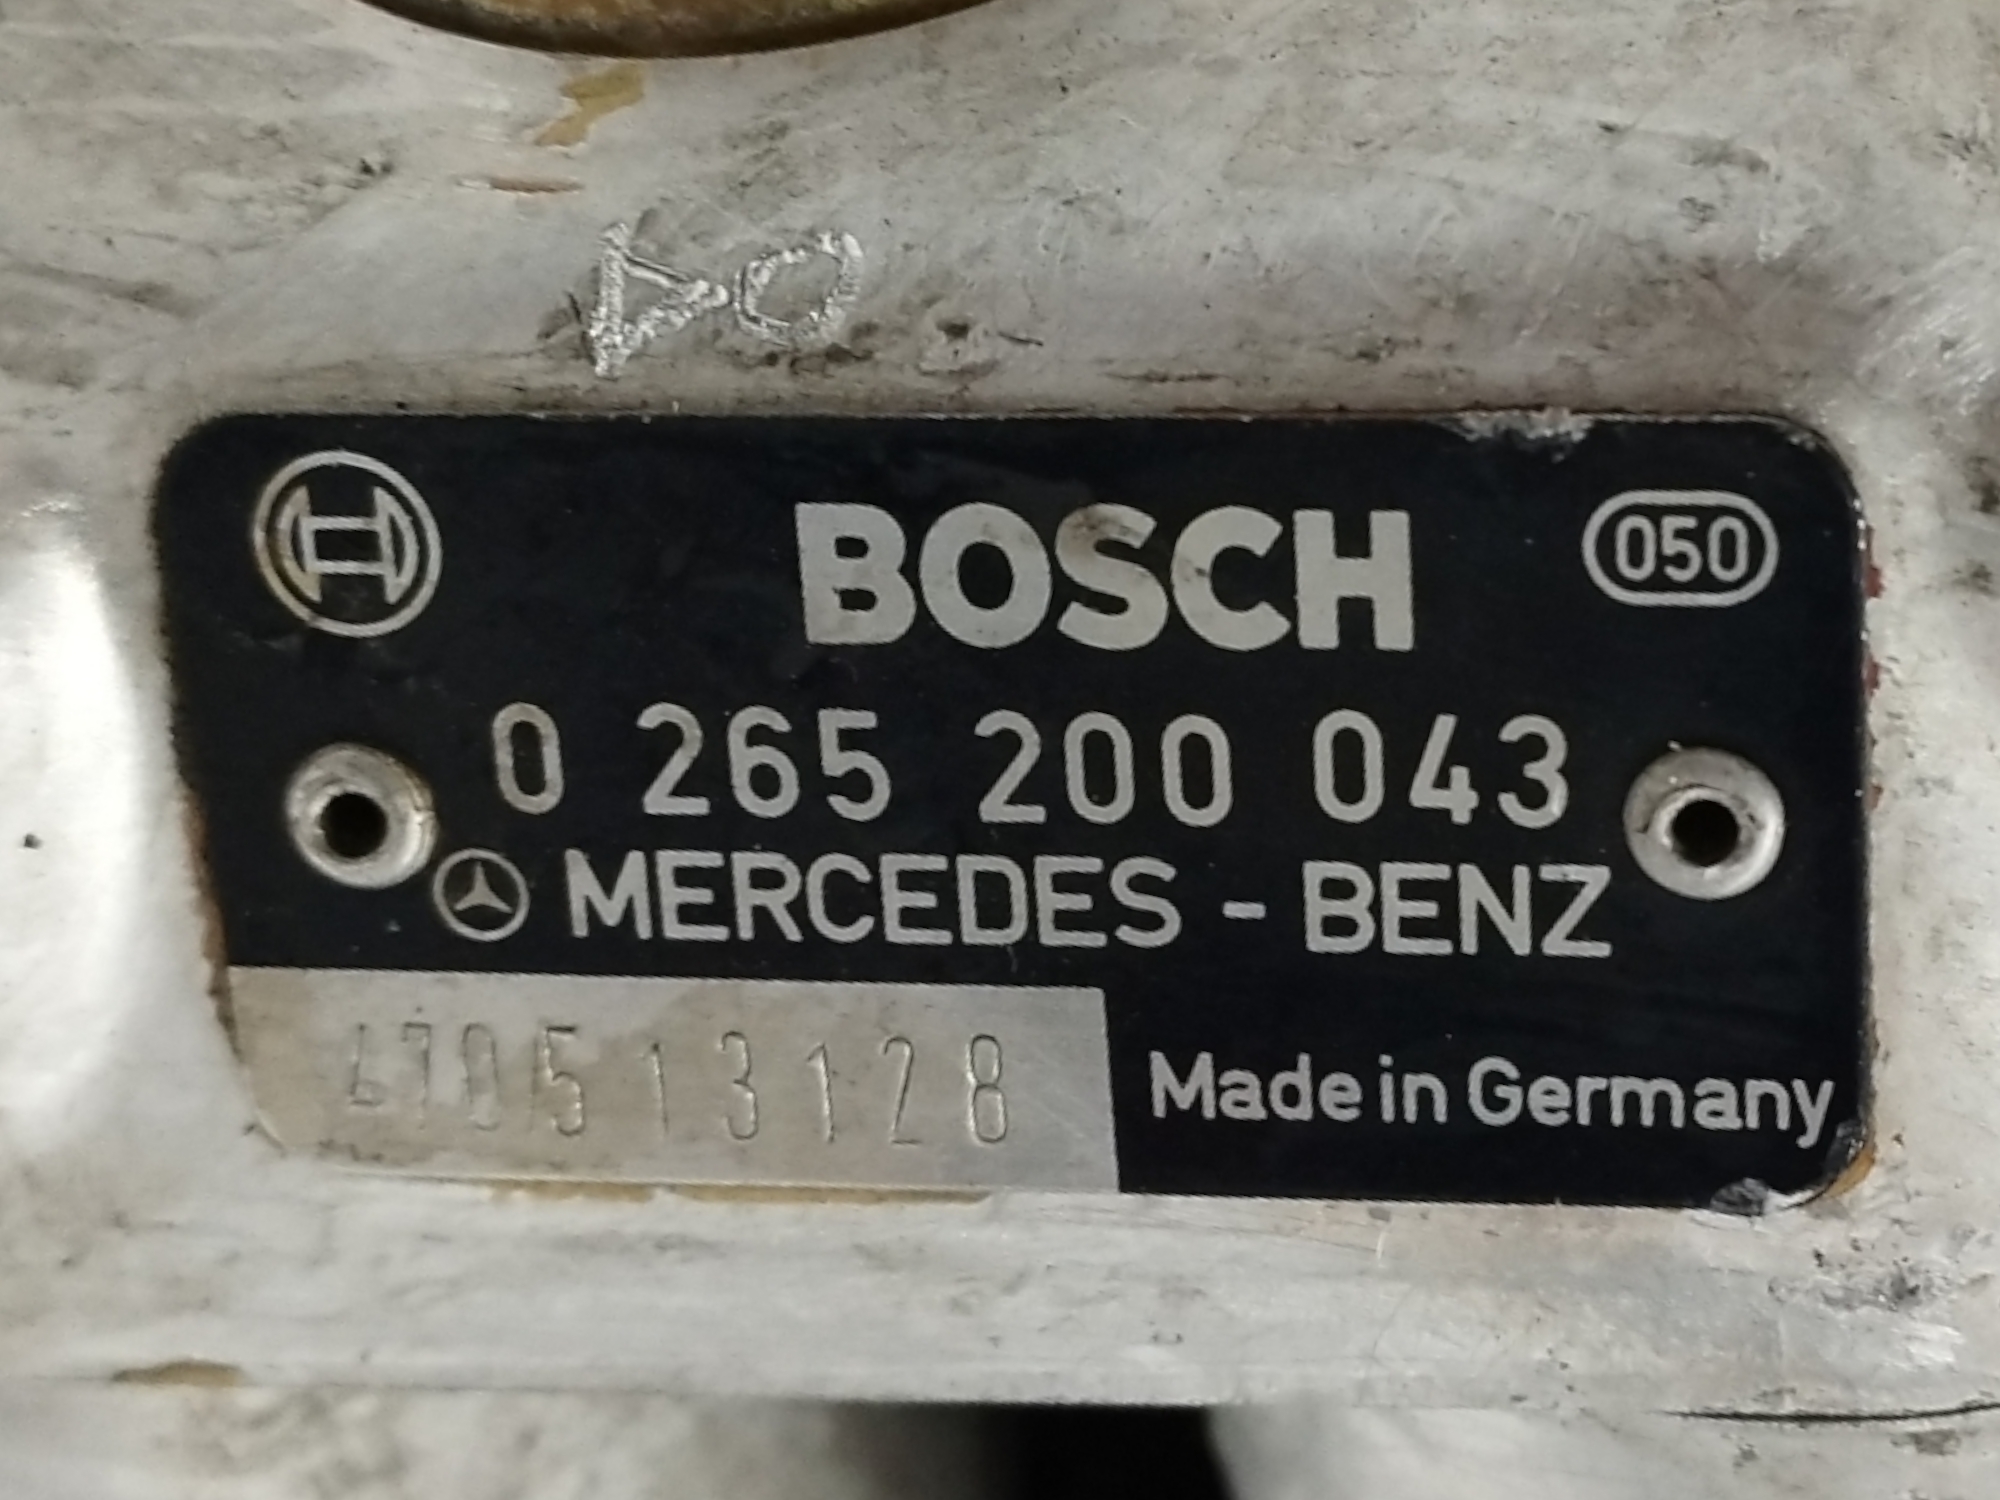 BOSCH
050
0 265 200 043
MERCEDES - BENZ
Made in Germany